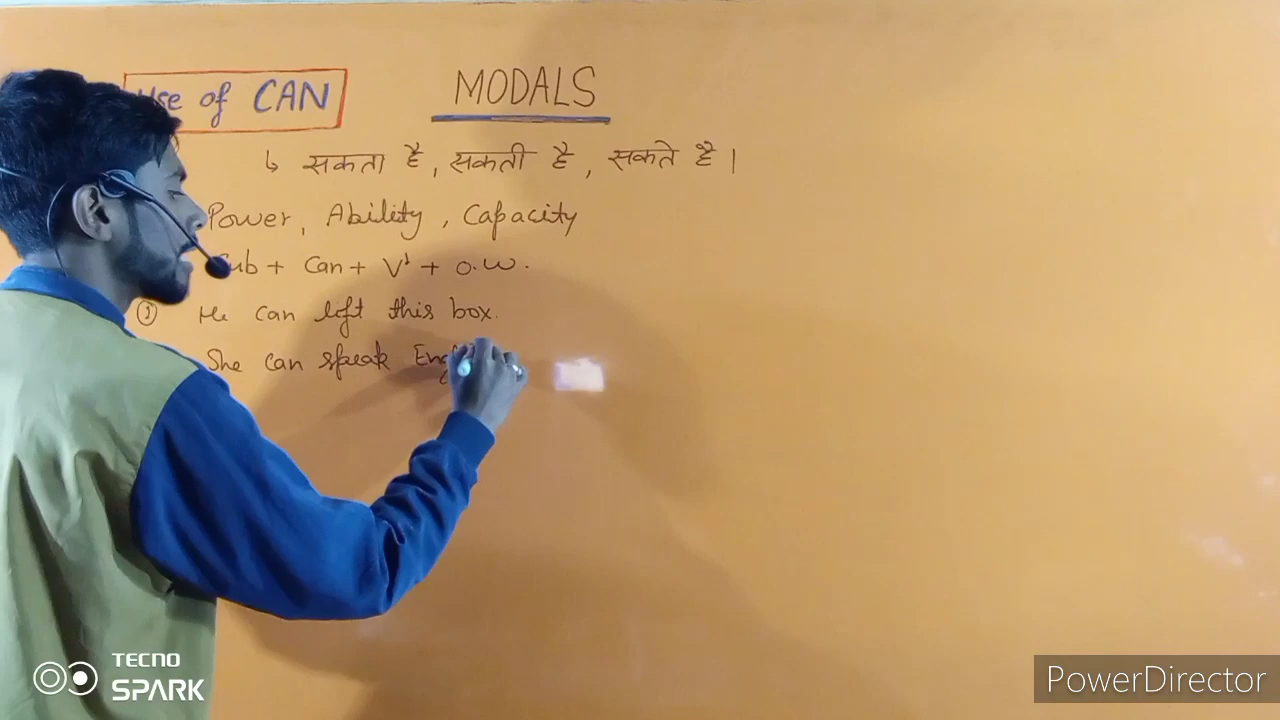 MODALS
Use of CAN
↳ सकता है, सकती है, सकते हैं।
Power, Ability, Capacity
Sub + Can + V¹ + O.W.
① He can lift this box.
She can speak
TECNO
SPARK
PowerDirector